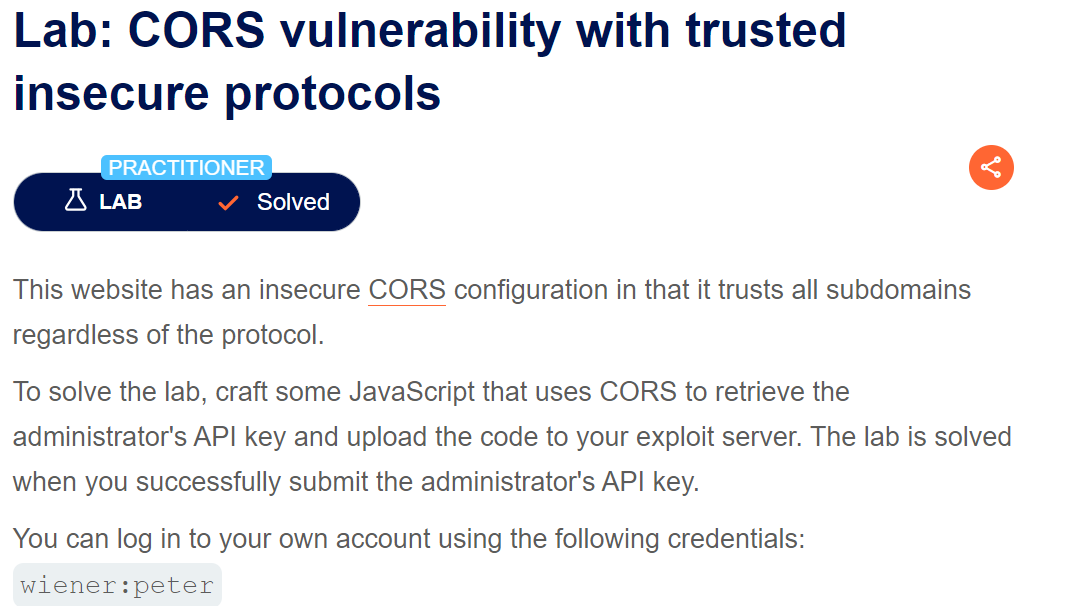 Lab: CORS vulnerability with trusted
insecure protocols
PRACTITIONER
LAB Solved
This website has an insecure CORS configuration in that it trusts all subdomains
regardless of the protocol.
To solve the lab, craft some JavaScript that uses CORS to retrieve the
administrator's API key and upload the code to your exploit server. The lab is solved
when you successfully submit the administrator's API key.
You can log in to your own account using the following credentials:
wiener:peter